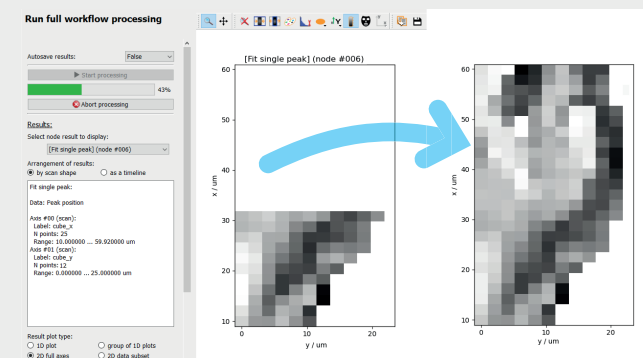 Run full workflow processing
Autosave results:
False
Start processing
43%
Abort processing
Results:
Select node result to display:
[Fit single peak] (node #006)
Arrangement of results:
by scan shape
as a timeline
Fit single peak:
Data: Peak position
Axis #00 (scan):
Label: cube_x
N points: 25
Range: 10.000000 ... 59.920000 um
Axis #01 (scan):
Label: cube_y
N points: 12
Range: 0.000000 ... 25.000000 um
Result plot type:
1D plot
group of 1D plots
2D full axes
2D data subset
[Fit single peak] (node #006)
60
50
40
30
20
10
x / um
0
10
20
y / um
60
50
40
30
20
10
x / um
0
10
20
y / um